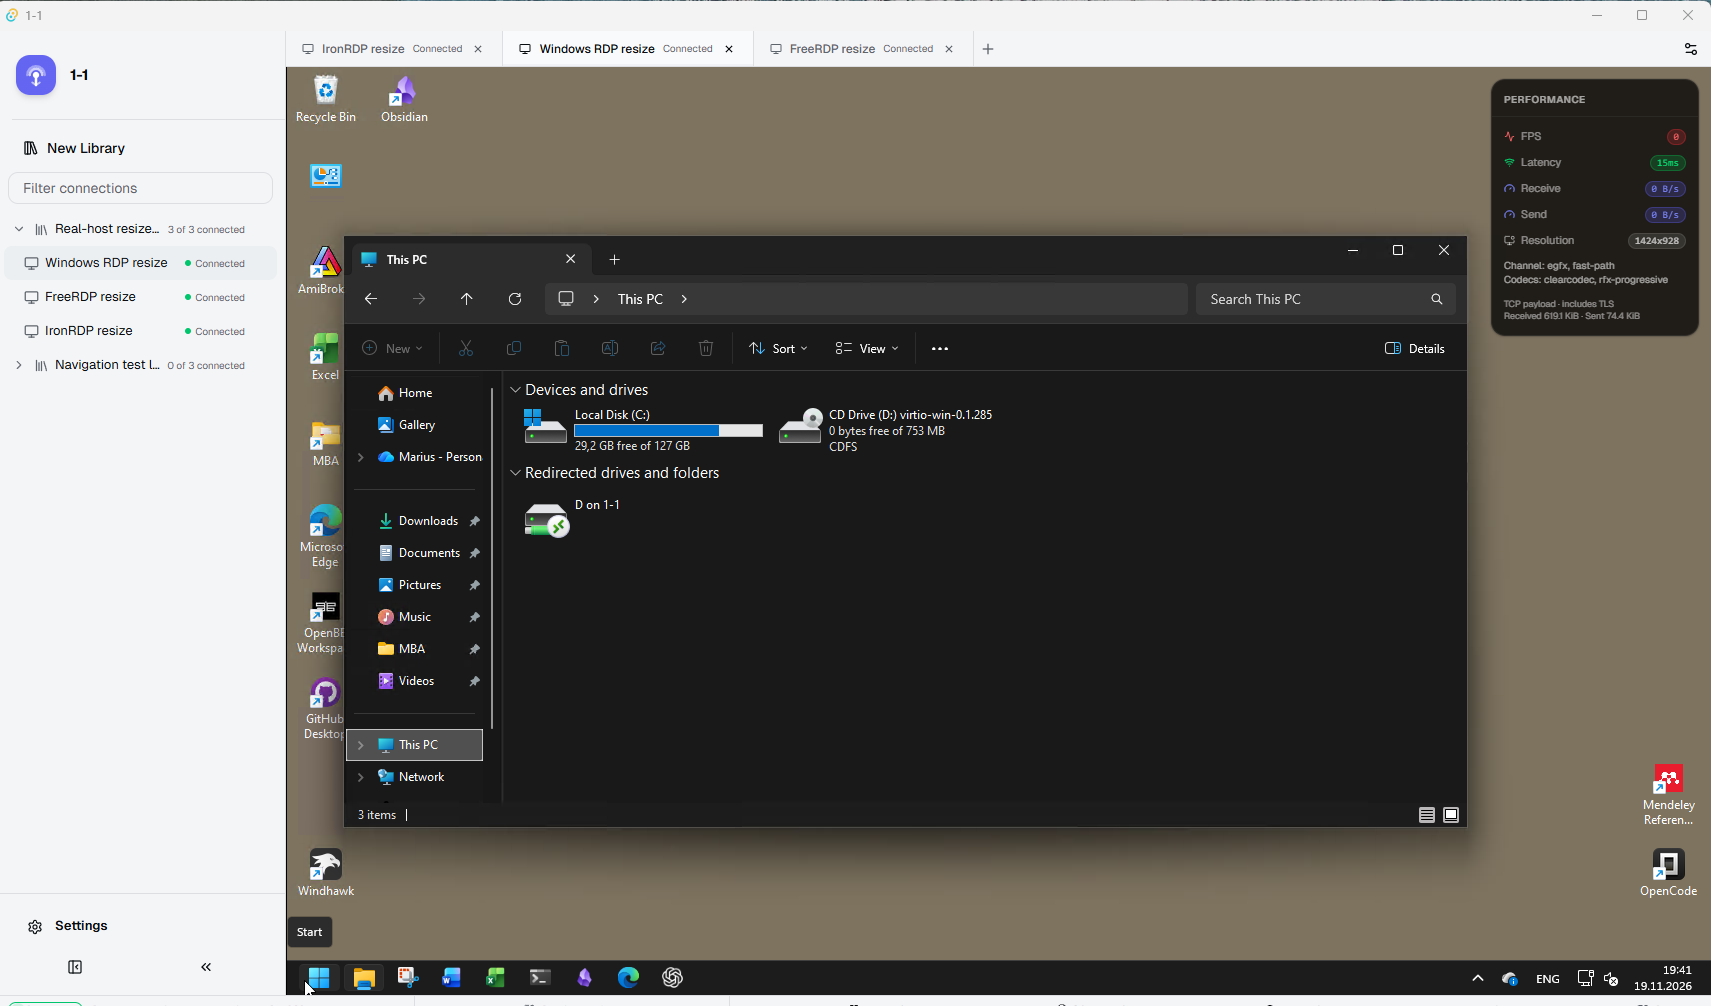 1-1
1-1
New Library
Filter connections
Real-host resize... 3 of 3 connected
Windows RDP resize Connected
FreeRDP resize Connected
IronRDP resize Connected
Navigation test l... 0 of 3 connected
Settings
IronRDP resize Connected
Windows RDP resize Connected
FreeRDP resize Connected
Recycle Bin
Obsidian
AmiBrok
Excel
MBA
Microso
Edge
OpenBB
Workspa
GitHub
Desktop
Windhawk
Start
PERFORMANCE
FPS 0
Latency 15ms
Receive 0 B/s
Send 0 B/s
Resolution 1424x928
Channel: egfx, fast-path
Codecs: clearcodec, rfx-progressive
TCP payload · includes TLS
Received 619.1 KiB · Sent 74.4 KiB
This PC
This PC
Search This PC
New
Sort
View
Details
Home
Gallery
Marius - Person
Downloads
Documents
Pictures
Music
MBA
Videos
This PC
Network
Devices and drives
Local Disk (C:)
29,2 GB free of 127 GB
CD Drive (D:) virtio-win-0.1.285
0 bytes free of 753 MB
CDFS
Redirected drives and folders
D on 1-1
3 items
Mendeley
Referen...
OpenCode
ENG
19:41
19.11.2026